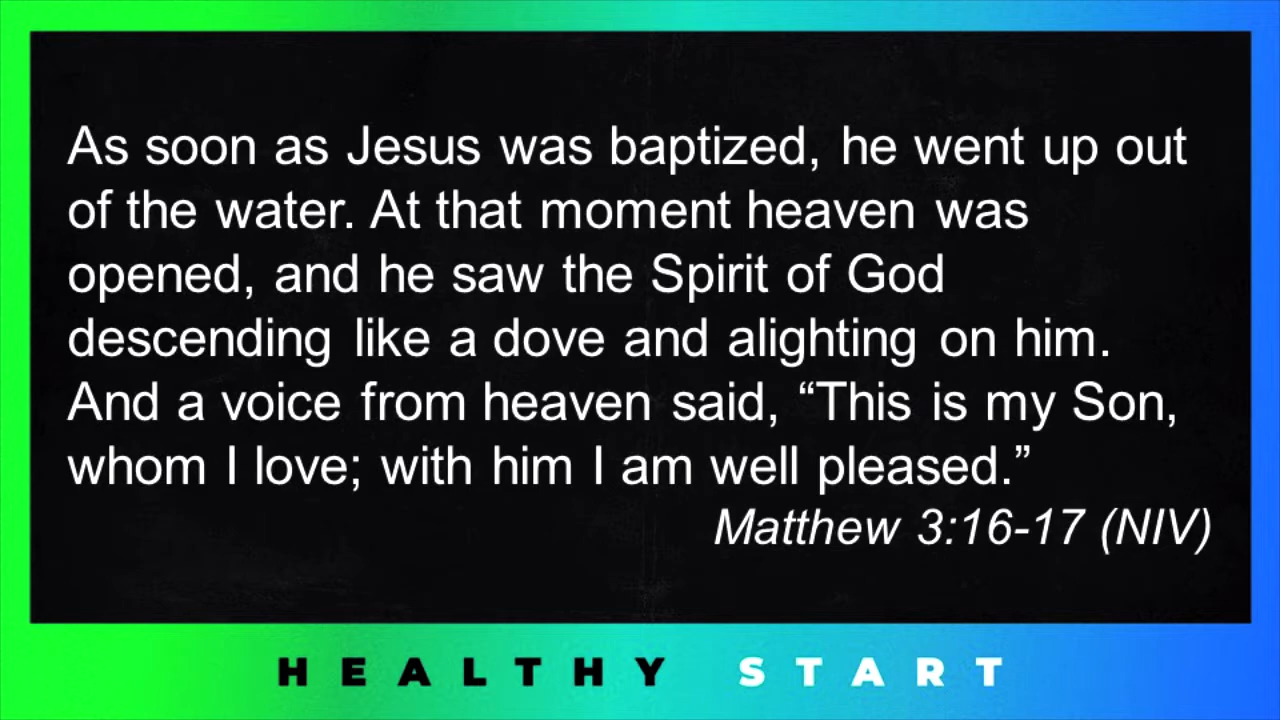 As soon as Jesus was baptized, he went up out
of the water. At that moment heaven was
opened, and he saw the Spirit of God
descending like a dove and alighting on him.
And a voice from heaven said, “This is my Son,
whom I love; with him I am well pleased.”
Matthew 3:16-17 (NIV)
HEALTHY START